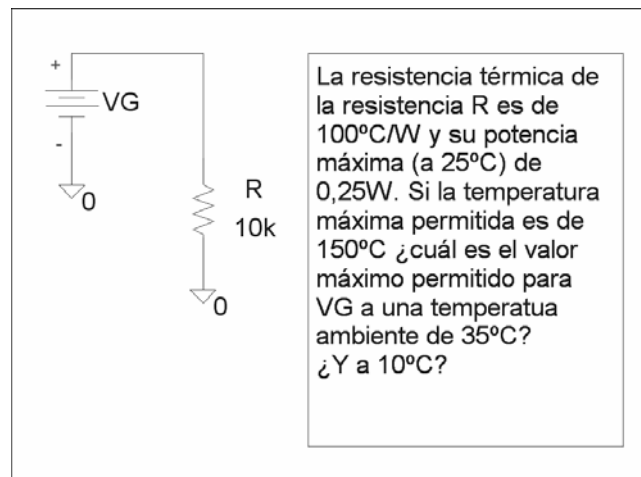 +
VG
-
0
R
10k
0
La resistencia térmica de
la resistencia R es de
100ºC/W y su potencia
máxima (a 25ºC) de
0,25W. Si la temperatura
máxima permitida es de
150ºC ¿cuál es el valor
máximo permitido para
VG a una temperatua
ambiente de 35ºC?
¿Y a 10ºC?